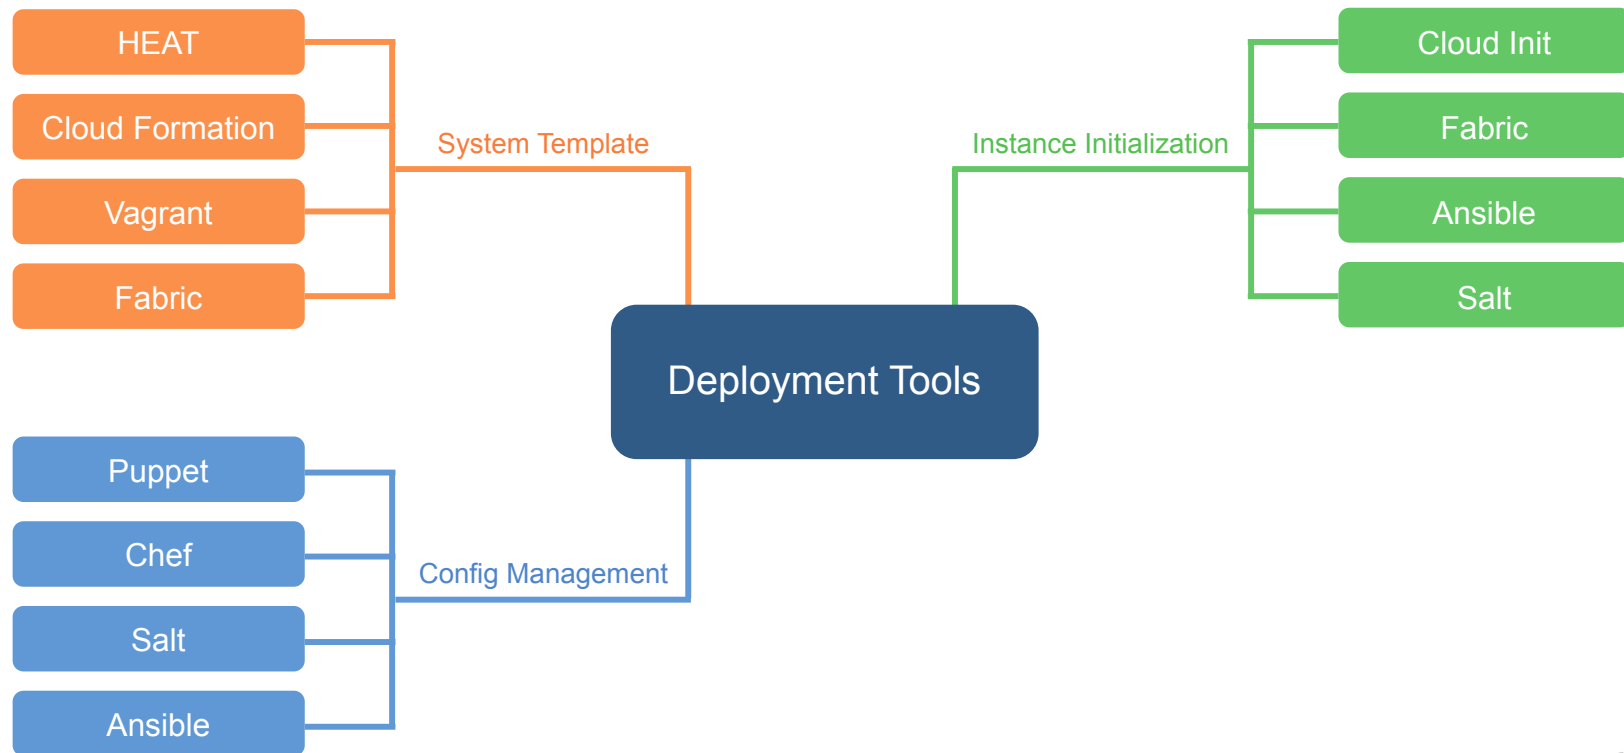 HEAT
Cloud Formation
Vagrant
Fabric
System Template
Instance Initialization
Cloud Init
Fabric
Ansible
Salt
Deployment Tools
Puppet
Chef
Salt
Ansible
Config Management